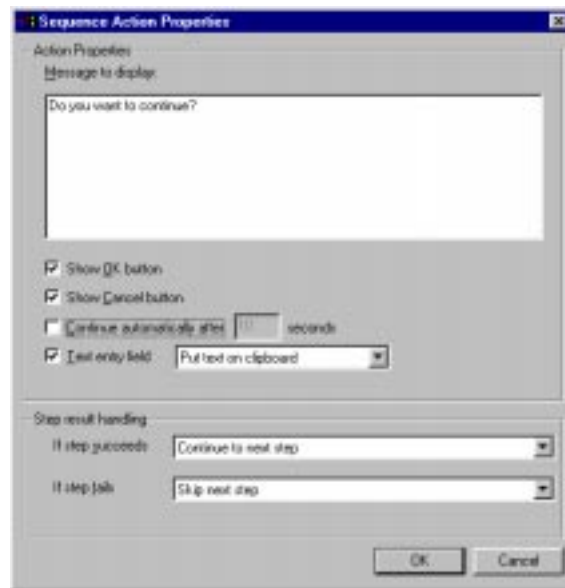 Sequence Action Properties
Action Properties
Message to display:
Do you want to continue?
Show OK button
Show Cancel button
Continue automatically after 10 seconds
Text entry field Put text on clipboard
Step result handling
If step succeeds Continue to next step
If step fails Skip next step
OK Cancel